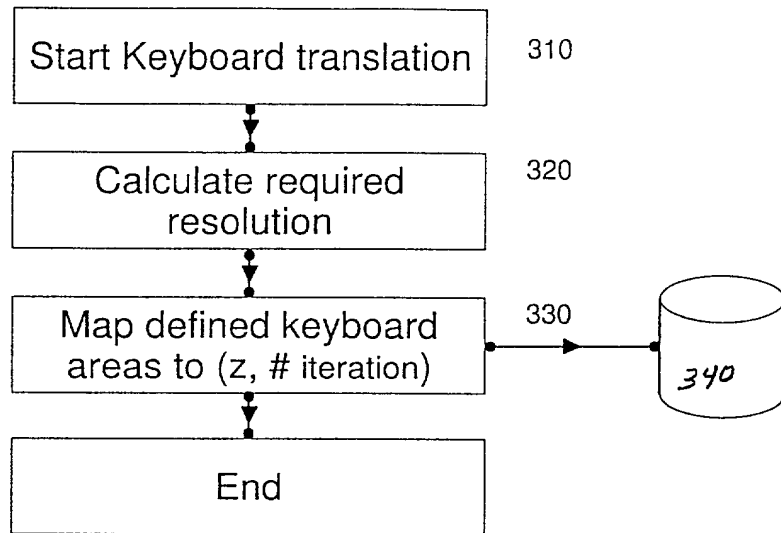 Start Keyboard translation
310
Calculate required
resolution
320
Map defined keyboard
areas to (z, # iteration)
330
340
End